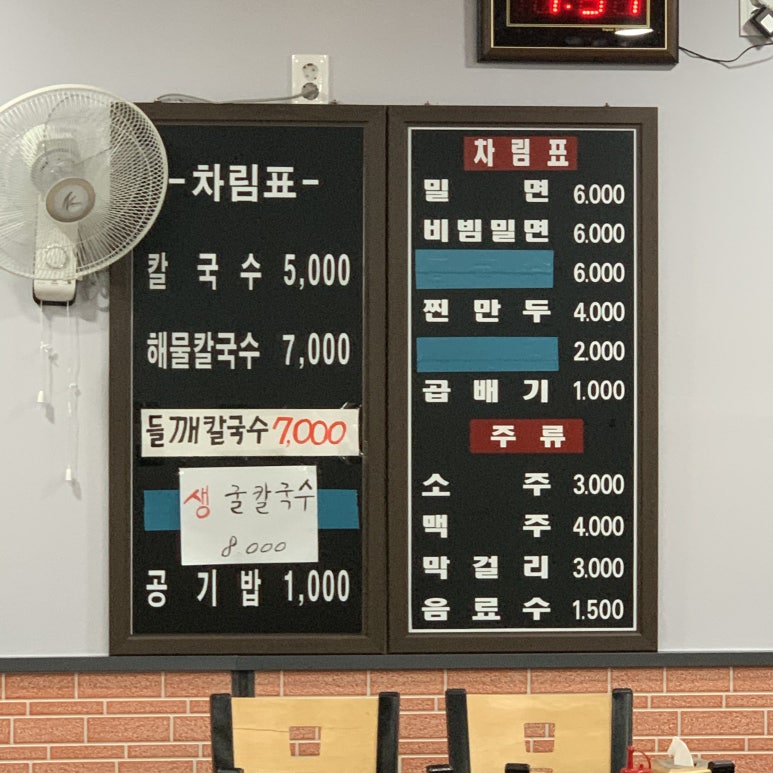 -차림표-
칼국수 5,000
해물칼국수 7,000
들깨칼국수 7,000
생 굴칼국수
8,000
공기밥 1,000
차림표
밀면 6.000
비빔밀면 6.000
6.000
찐만두 4.000
2.000
곱배기 1.000
주류
소주 3.000
맥주 4.000
막걸리 3.000
음료수 1.500